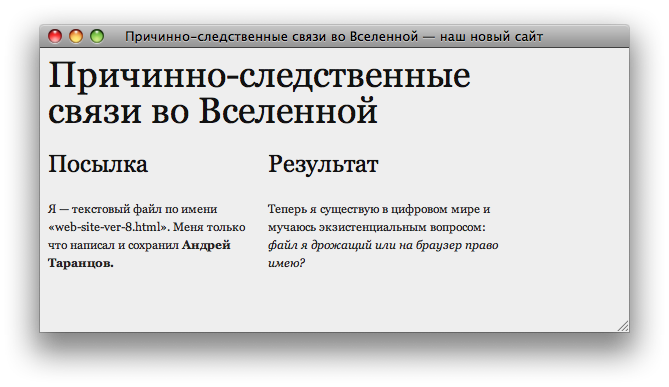 Причинно-следственные связи во Вселенной — наш новый сайт
Причинно-следственные
связи во Вселенной
Посылка
Я — текстовый файл по имени
«web-site-ver-8.html». Меня только
что написал и сохранил Андрей
Таранцов.
Результат
Теперь я существую в цифровом мире и
мучаюсь экзистенциальным вопросом:
файл я дрожащий или на браузер право
имею?